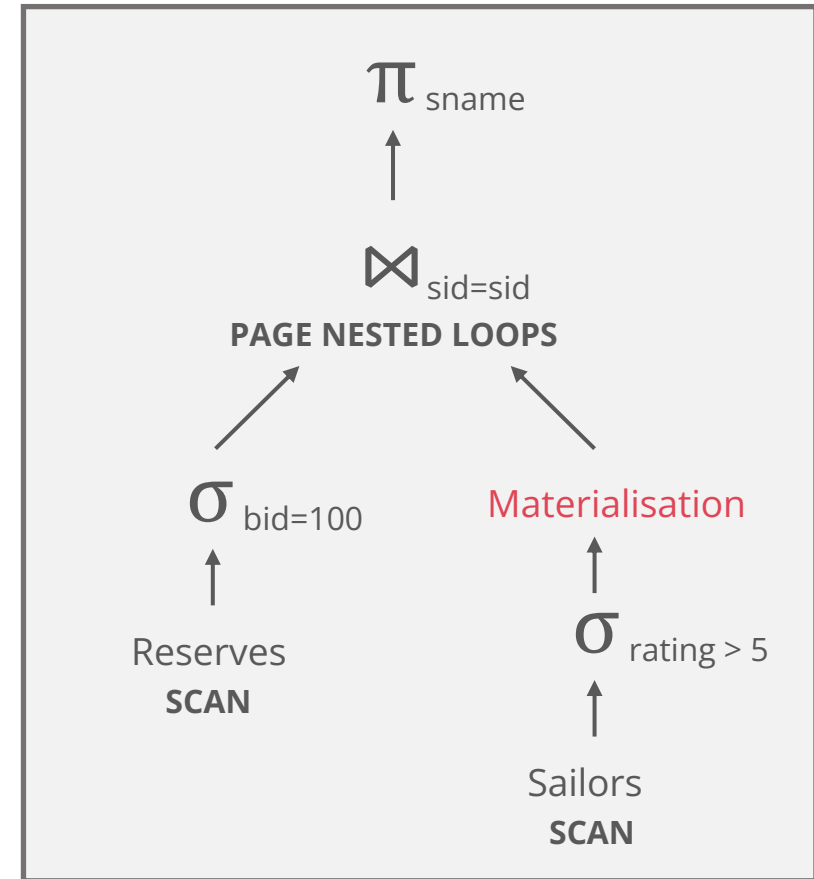 π sname
⋈ sid=sid
PAGE NESTED LOOPS
σ bid=100
Reserves
SCAN
Materialisation
σ rating > 5
Sailors
SCAN